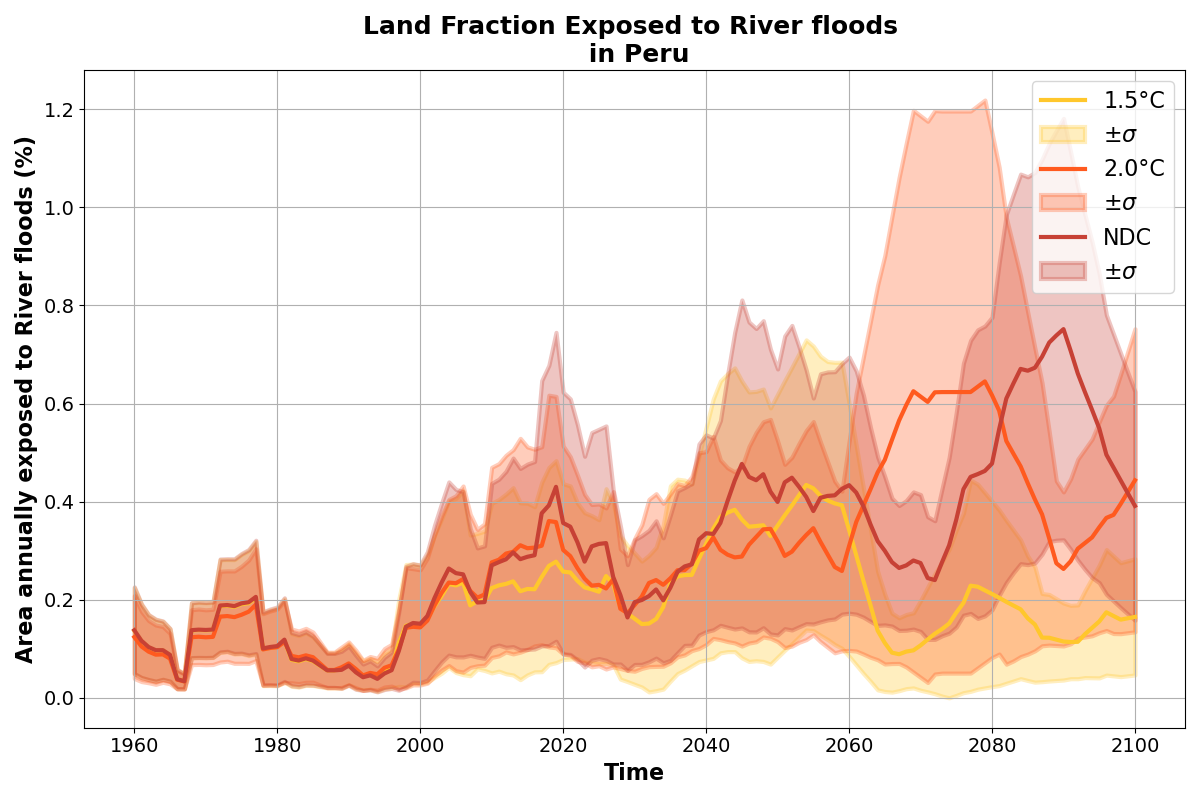 Land Fraction Exposed to River floods
in Peru
Area annually exposed to River floods (%)
1.2
1.0
0.8
0.6
0.4
0.2
0.0
1960 1980 2000 2020 2040 2060 2080 2100
Time
1.5°C
±σ
2.0°C
±σ
NDC
±σ